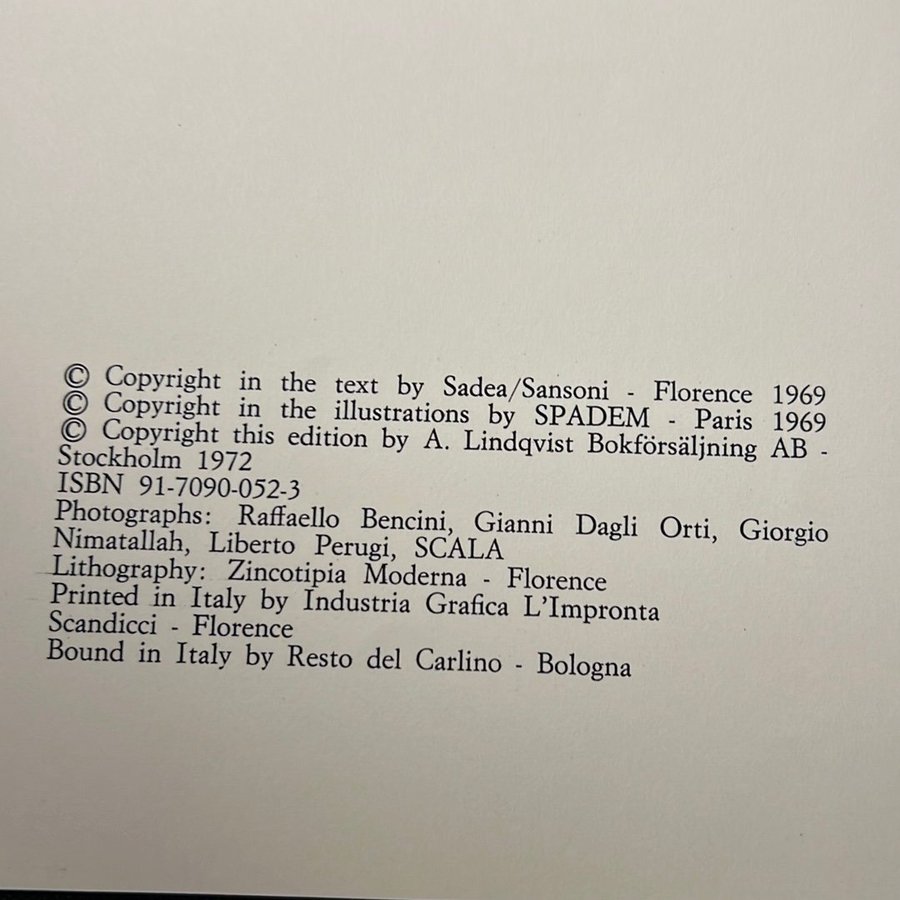 © Copyright in the text by Sadea/Sansoni - Florence 1969
© Copyright in the illustrations by SPADEM - Paris 1969
© Copyright this edition by A. Lindqvist Bokförsäljning AB -
Stockholm 1972
ISBN 91-7090-052-3
Photographs: Raffaello Bencini, Gianni Dagli Orti, Giorgio
Nimatallah, Liberto Perugi, SCALA
Lithography: Zincotipia Moderna - Florence
Printed in Italy by Industria Grafica L'Impronta
Scandicci - Florence
Bound in Italy by Resto del Carlino - Bologna